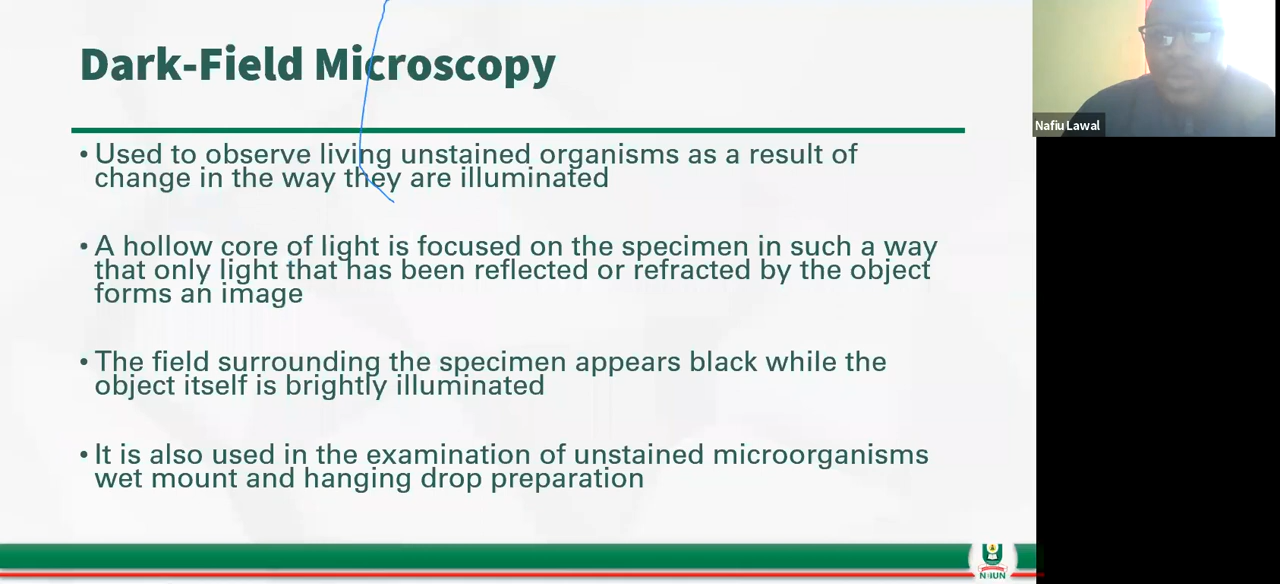 Dark-Field Microscopy
• Used to observe living unstained organisms as a result of
change in the way they are illuminated
• A hollow core of light is focused on the specimen in such a way
that only light that has been reflected or refracted by the object
forms an image
• The field surrounding the specimen appears black while the
object itself is brightly illuminated
• It is also used in the examination of unstained microorganisms
wet mount and hanging drop preparation
Nafiu Lawal